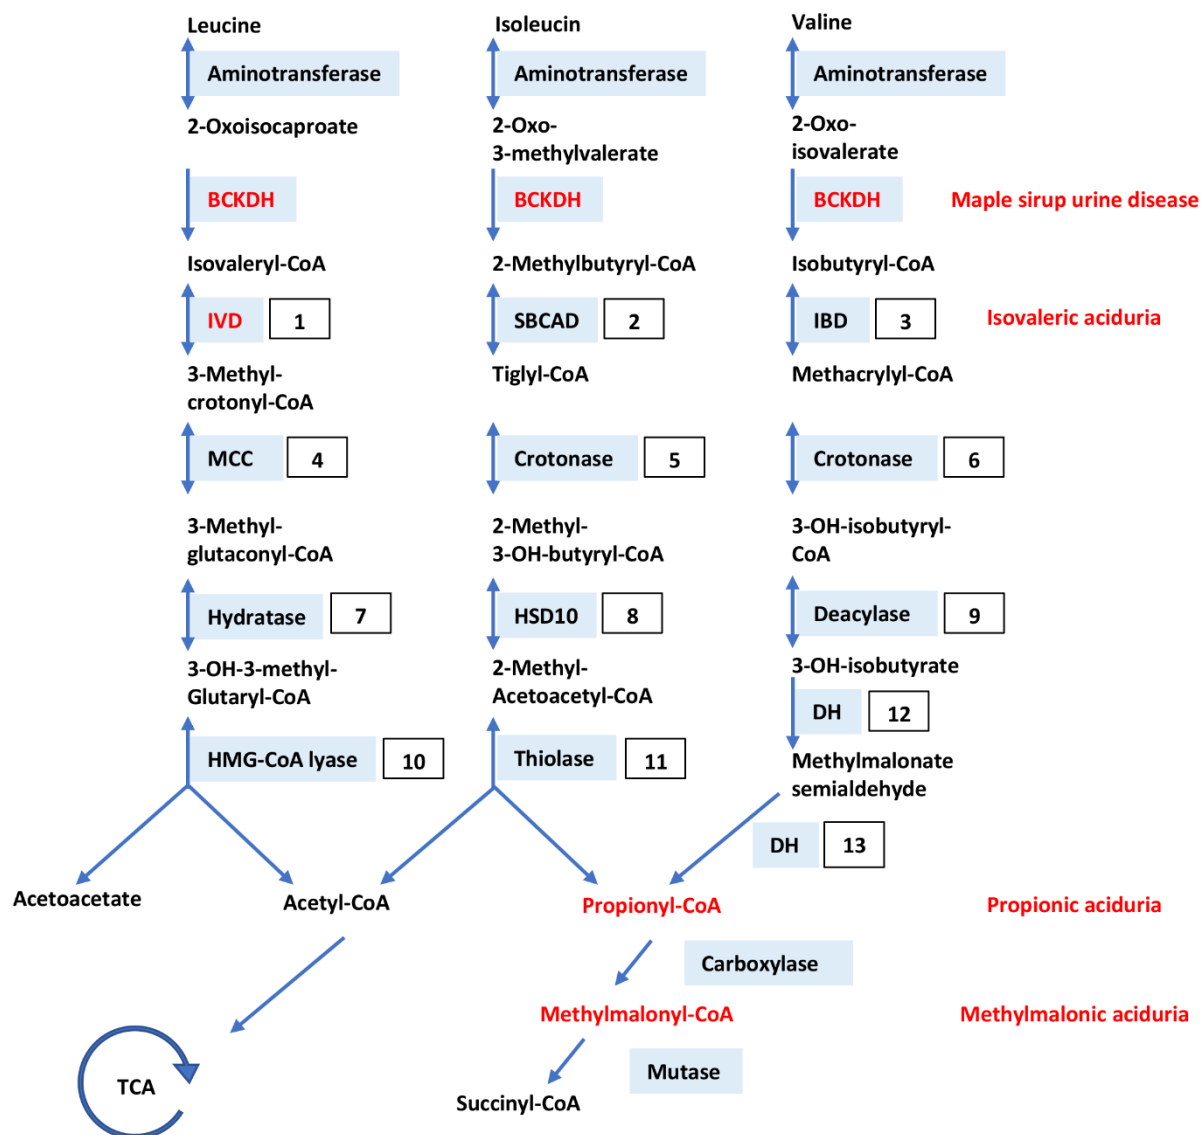 Leucine
Isoleucin
Valine
Aminotransferase
Aminotransferase
Aminotransferase
2-Oxoisocaproate
2-Oxo-
3-methylvalerate
2-Oxo-
isovalerate
BCKDH
BCKDH
BCKDH
Maple sirup urine disease
Isovaleryl-CoA
2-Methylbutyryl-CoA
Isobutyryl-CoA
IVD
1
SBCAD
2
IBD
3
Isovaleric aciduria
3-Methyl-
crotonyl-CoA
Tiglyl-CoA
Methacrylyl-CoA
MCC
4
Crotonase
5
Crotonase
6
3-Methyl-
glutaconyl-CoA
2-Methyl-
3-OH-butyryl-CoA
3-OH-isobutyryl-
CoA
Hydratase
7
HSD10
8
Deacylase
9
3-OH-3-methyl-
Glutaryl-CoA
2-Methyl-
Acetoacetyl-CoA
3-OH-isobutyrate
DH
12
HMG-CoA lyase
10
Thiolase
11
Methylmalonate
semialdehyde
DH
13
Acetoacetate
Acetyl-CoA
Propionyl-CoA
Propionic aciduria
Carboxylase
Methylmalonyl-CoA
Methylmalonic aciduria
Mutase
TCA
Succinyl-CoA